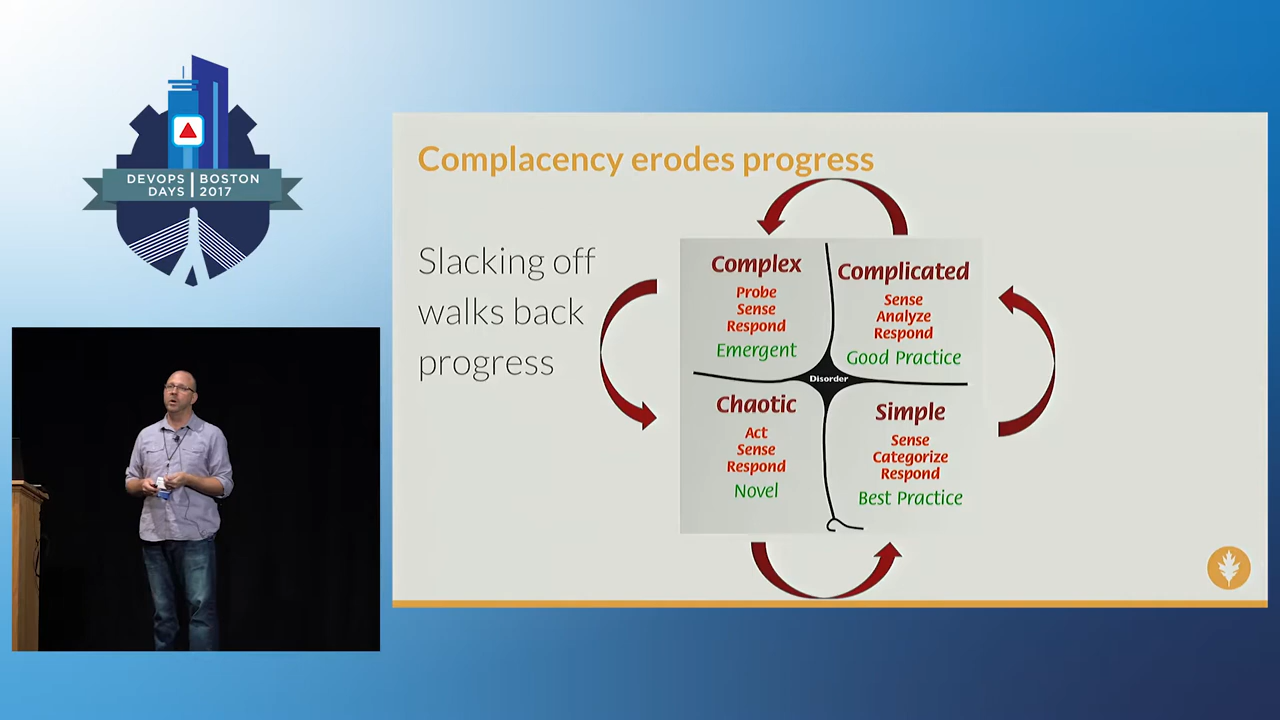 DEVOPS BOSTON
DAYS 2017
Complacency erodes progress
Slacking off
walks back
progress
Complex
Probe
Sense
Respond
Emergent
Complicated
Sense
Analyze
Respond
Good Practice
Disorder
Chaotic
Act
Sense
Respond
Novel
Simple
Sense
Categorize
Respond
Best Practice